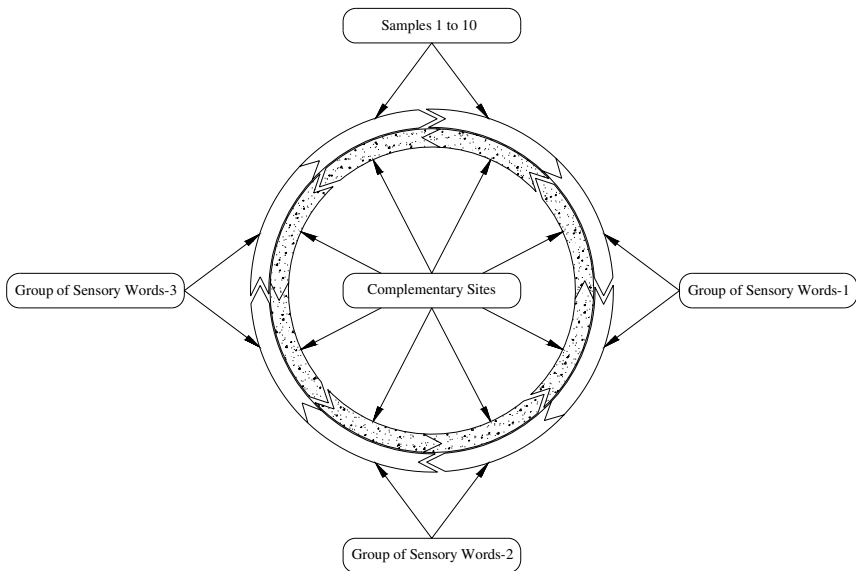 Samples 1 to 10
Group of Sensory Words-3
Complementary Sites
Group of Sensory Words-1
Group of Sensory Words-2